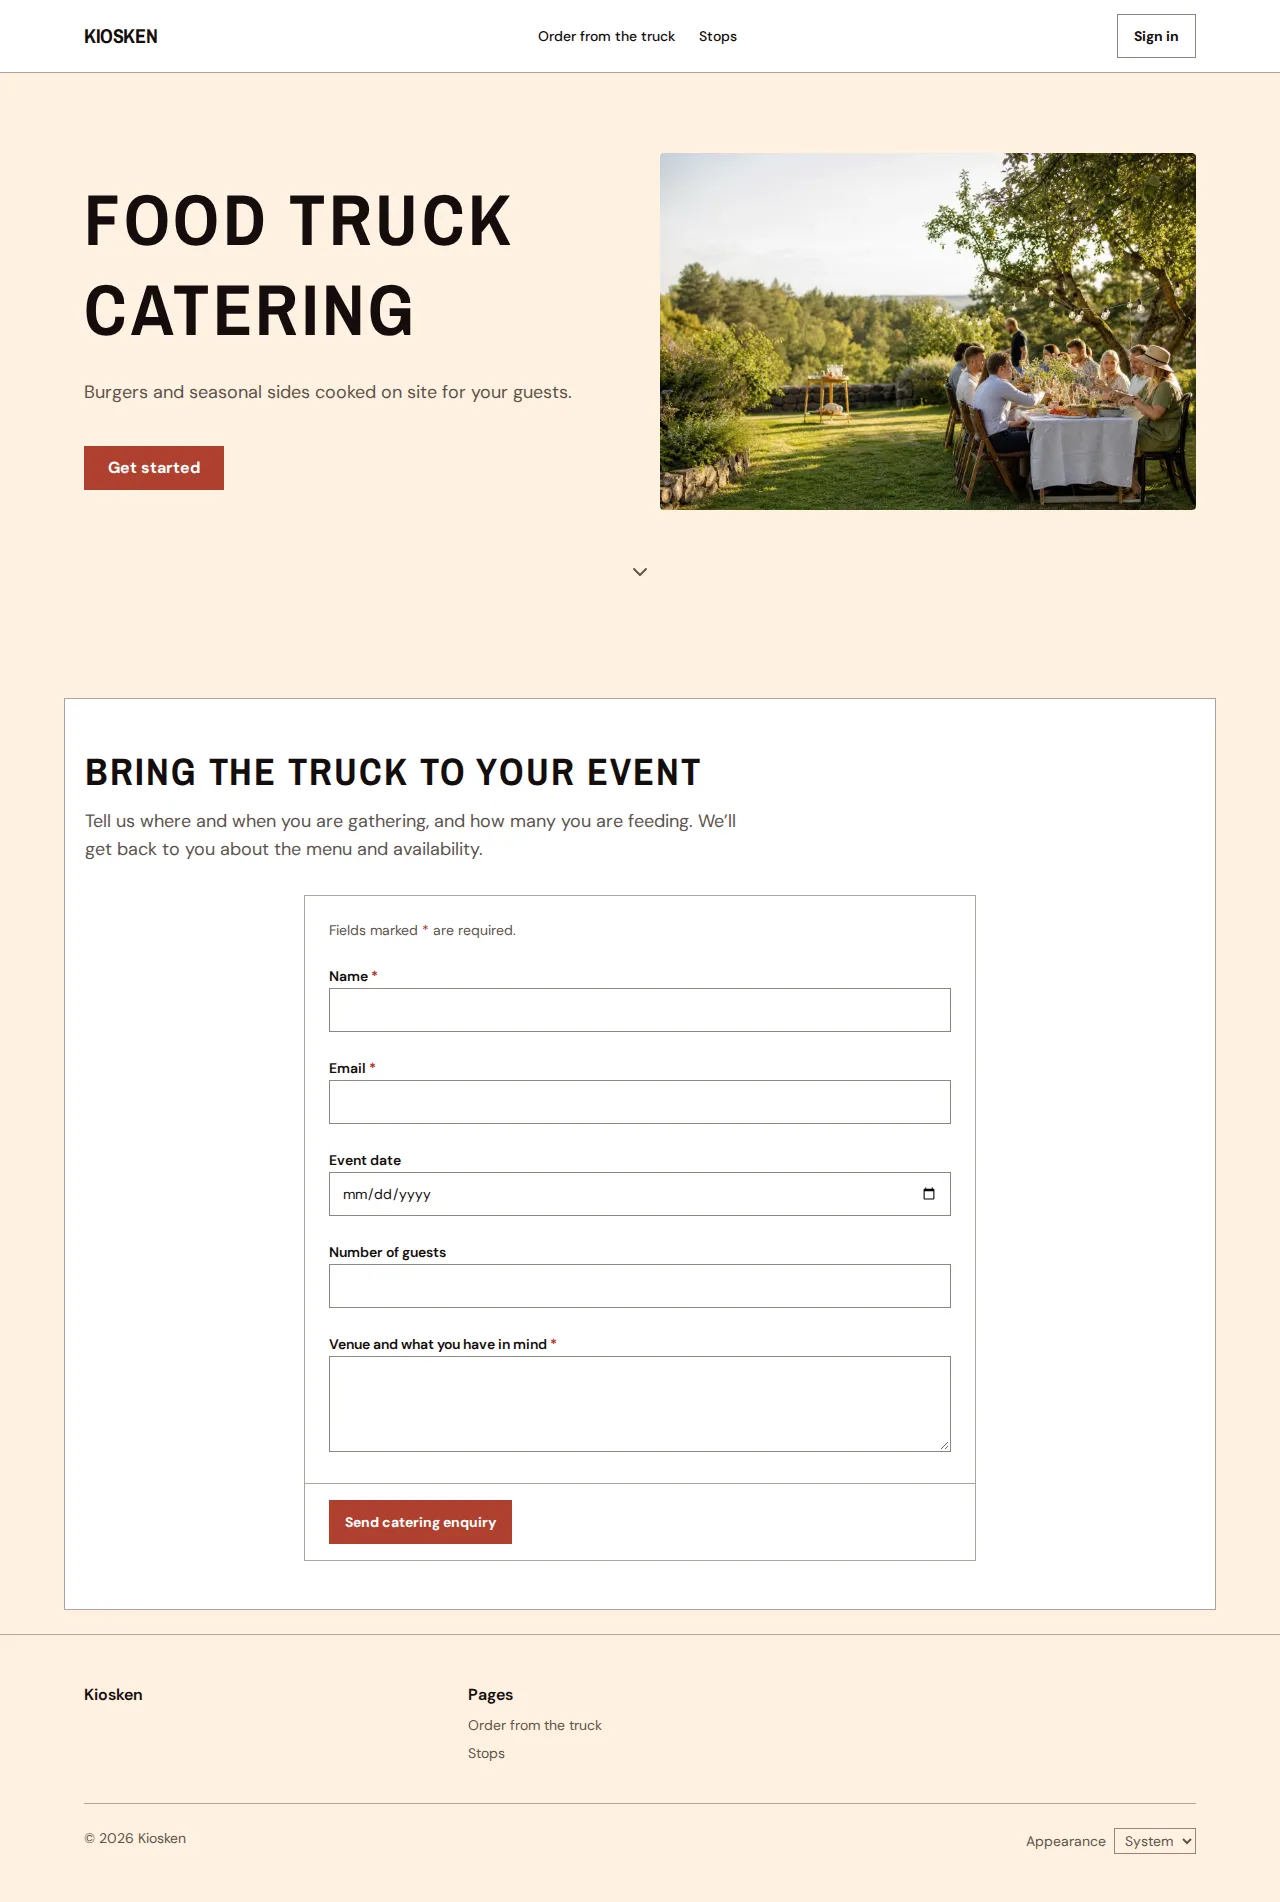 KIOSKEN
Order from the truck
Stops
Sign in
FOOD TRUCK
CATERING
Burgers and seasonal sides cooked on site for your guests.
Get started
BRING THE TRUCK TO YOUR EVENT
Tell us where and when you are gathering, and how many you are feeding. We’ll
get back to you about the menu and availability.
Fields marked * are required.
Name *
Email *
Event date
mm/dd/yyyy
Number of guests
Venue and what you have in mind *
Send catering enquiry
Kiosken
Pages
Order from the truck
Stops
© 2026 Kiosken
Appearance
System